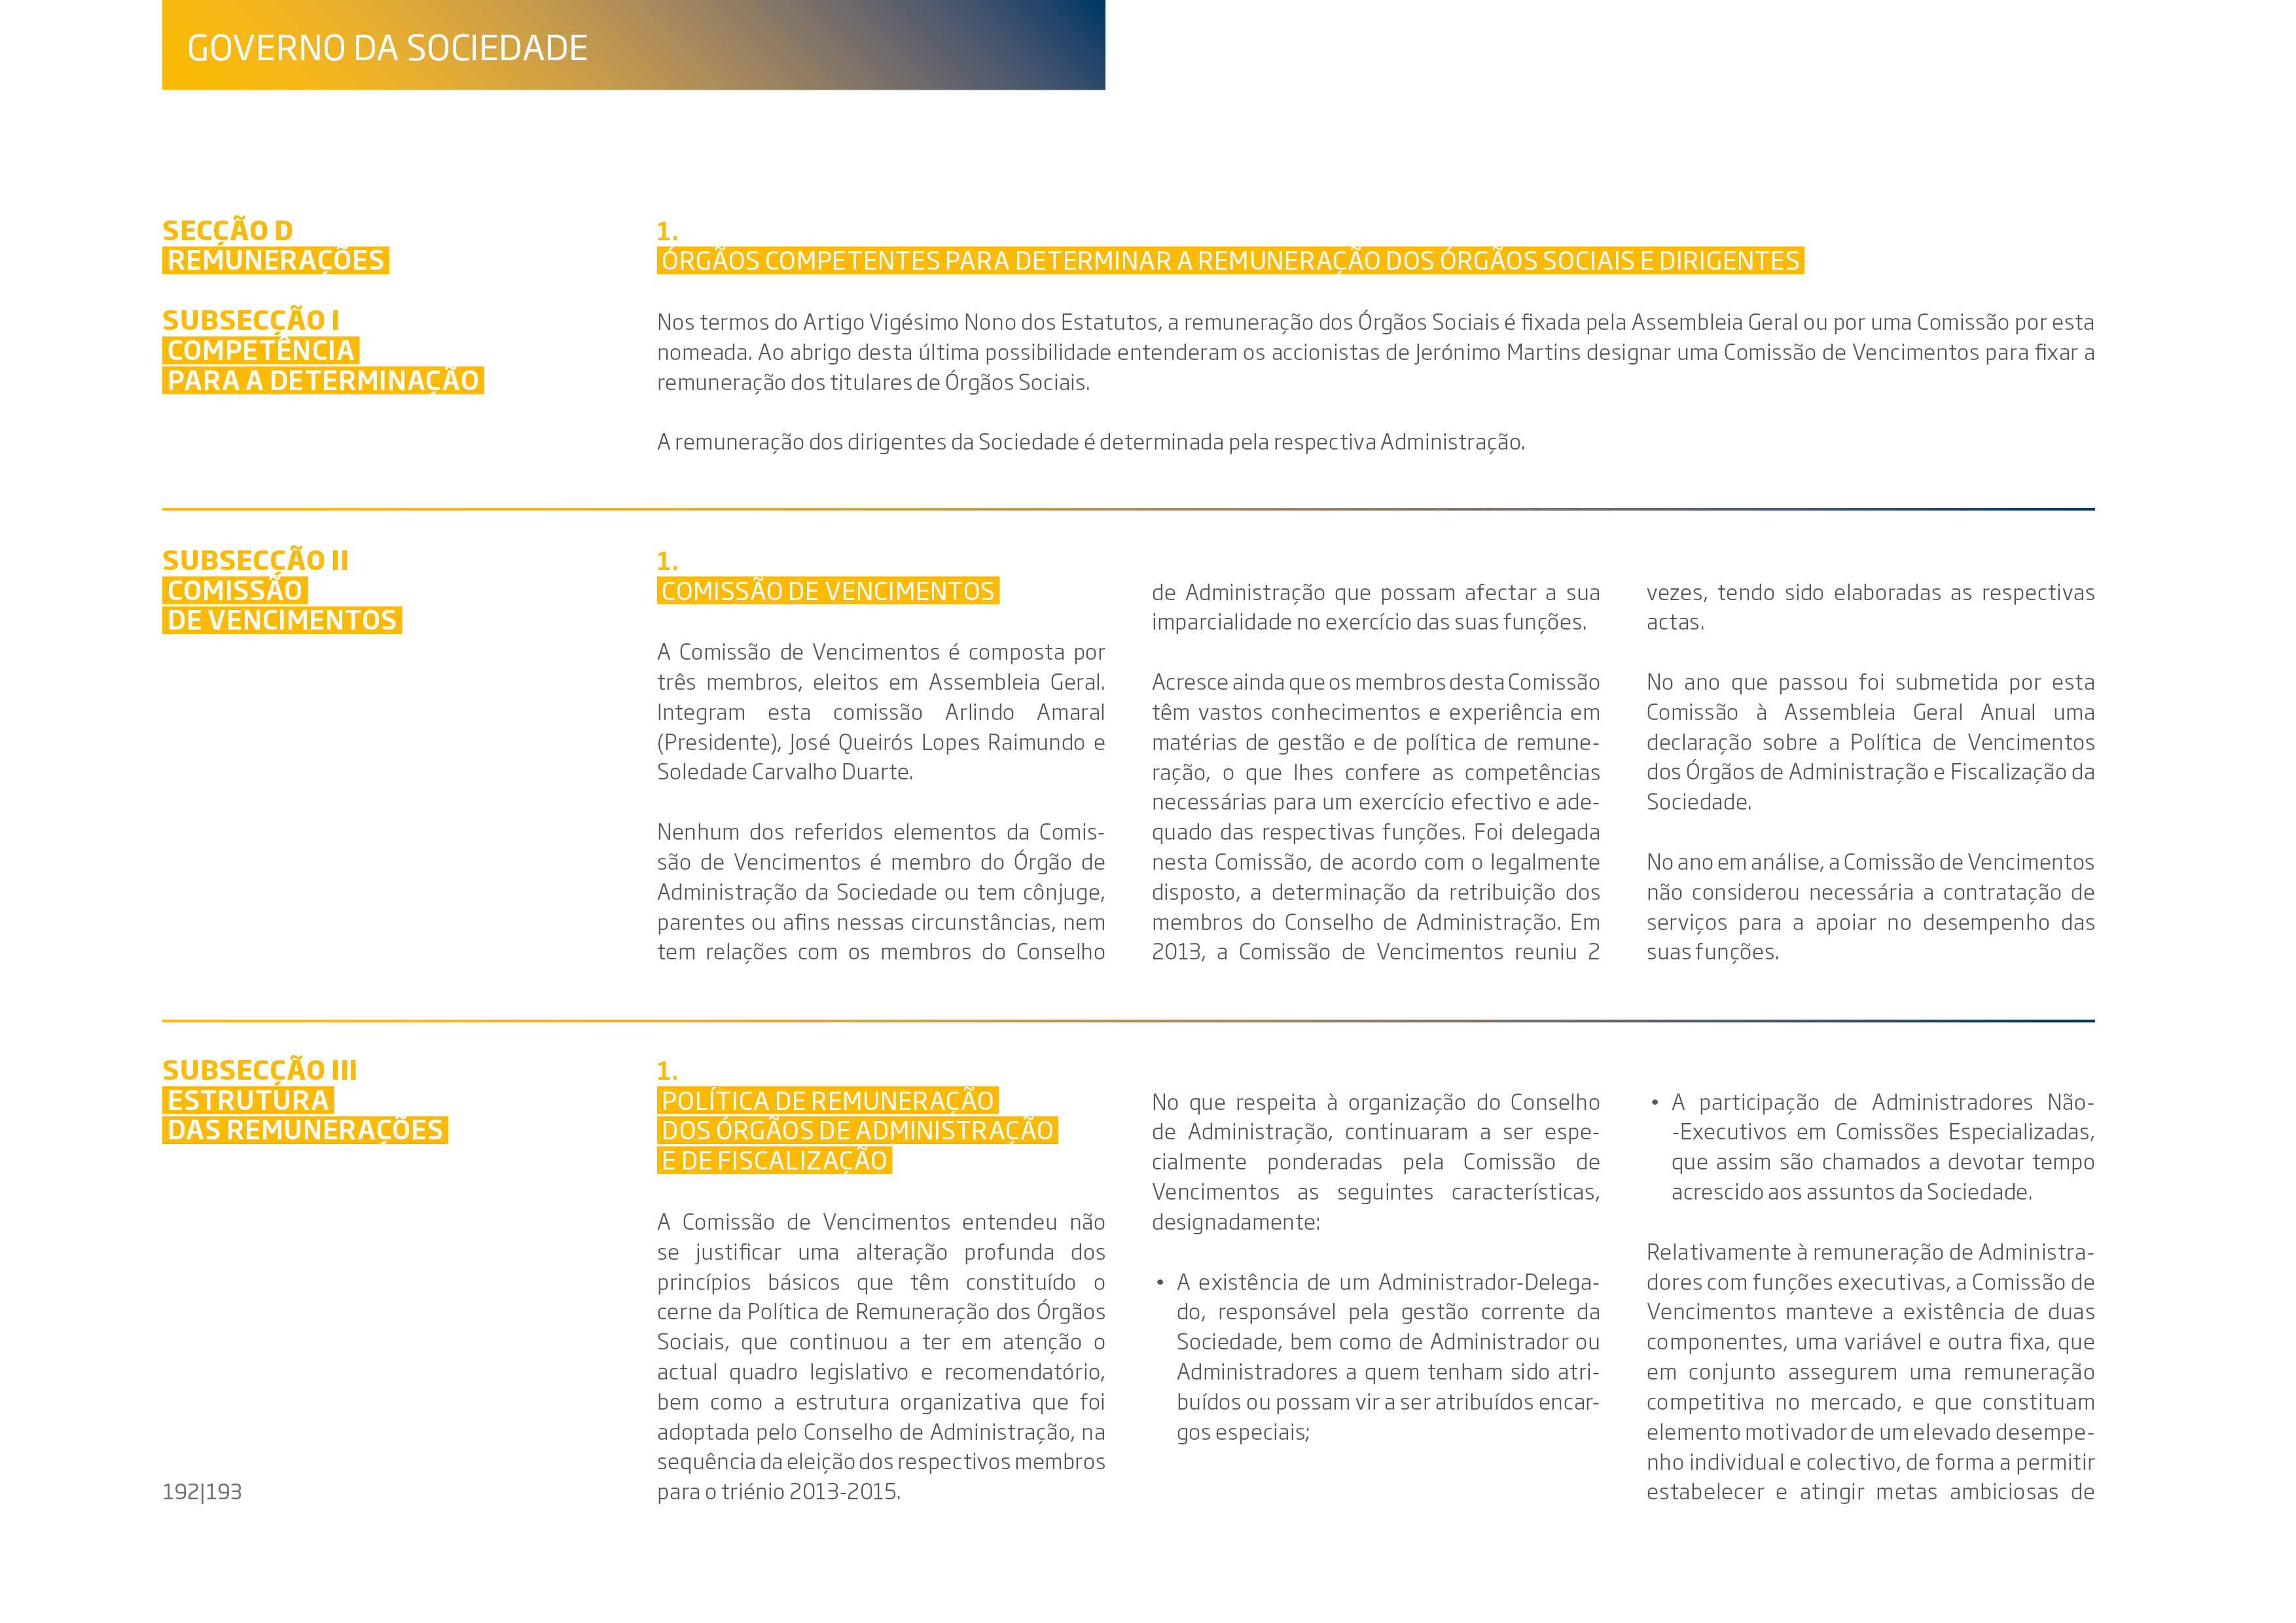 GOVERNO DA SOCIEDADE
SECÇÃO D
REMUNERAÇÕES
SUBSECÇÃO I
COMPETÊNCIA
PARA A DETERMINAÇÃO
1.
ÓRGÃOS COMPETENTES PARA DETERMINAR A REMUNERAÇÃO DOS ÓRGÃOS SOCIAIS E DIRIGENTES
Nos termos do Artigo Vigésimo Nono dos Estatutos, a remuneração dos Órgãos Sociais é fixada pela Assembleia Geral ou por uma Comissão por esta
nomeada. Ao abrigo desta última possibilidade entenderam os accionistas de Jerónimo Martins designar uma Comissão de Vencimentos para fixar a
remuneração dos titulares de Órgãos Sociais.
A remuneração dos dirigentes da Sociedade é determinada pela respectiva Administração.
SUBSECÇÃO II
COMISSÃO
DE VENCIMENTOS
1.
COMISSÃO DE VENCIMENTOS
A Comissão de Vencimentos é composta por
três membros, eleitos em Assembleia Geral.
Integram esta comissão Arlindo Amaral
(Presidente), José Queirós Lopes Raimundo e
Soledade Carvalho Duarte.
Nenhum dos referidos elementos da Comis-
são de Vencimentos é membro do Órgão de
Administração da Sociedade ou tem cônjuge,
parentes ou afins nessas circunstâncias, nem
tem relações com os membros do Conselho
de Administração que possam afectar a sua
imparcialidade no exercício das suas funções.
Acresce ainda que os membros desta Comissão
têm vastos conhecimentos e experiência em
matérias de gestão e de política de remune-
ração, o que lhes confere as competências
necessárias para um exercício efectivo e ade-
quado das respectivas funções. Foi delegada
nesta Comissão, de acordo com o legalmente
disposto, a determinação da retribuição dos
membros do Conselho de Administração. Em
2013, a Comissão de Vencimentos reuniu 2
vezes, tendo sido elaboradas as respectivas
actas.
No ano que passou foi submetida por esta
Comissão à Assembleia Geral Anual uma
declaração sobre a Política de Vencimentos
dos Órgãos de Administração e Fiscalização da
Sociedade.
No ano em análise, a Comissão de Vencimentos
não considerou necessária a contratação de
serviços para a apoiar no desempenho das
suas funções.
SUBSECÇÃO III
ESTRUTURA
DAS REMUNERAÇÕES
1.
POLÍTICA DE REMUNERAÇÃO
DOS ÓRGÃOS DE ADMINISTRAÇÃO
E DE FISCALIZAÇÃO
A Comissão de Vencimentos entendeu não
se justificar uma alteração profunda dos
princípios básicos que têm constituído o
cerne da Política de Remuneração dos Órgãos
Sociais, que continuou a ter em atenção o
actual quadro legislativo e recomendatório,
bem como a estrutura organizativa que foi
adoptada pelo Conselho de Administração, na
sequência da eleição dos respectivos membros
para o triénio 2013-2015.
No que respeita à organização do Conselho
de Administração, continuaram a ser espe-
cialmente ponderadas pela Comissão de
Vencimentos as seguintes características,
designadamente:
• A existência de um Administrador-Delega-
do, responsável pela gestão corrente da
Sociedade, bem como de Administrador ou
Administradores a quem tenham sido atri-
buídos ou possam vir a ser atribuídos encar-
gos especiais;
• A participação de Administradores Não-
-Executivos em Comissões Especializadas,
que assim são chamados a devotar tempo
acrescido aos assuntos da Sociedade.
Relativamente à remuneração de Administra-
dores com funções executivas, a Comissão de
Vencimentos manteve a existência de duas
componentes, uma variável e outra fixa, que
em conjunto assegurem uma remuneração
competitiva no mercado, e que constituam
elemento motivador de um elevado desempe-
nho individual e colectivo, de forma a permitir
estabelecer e atingir metas ambiciosas de
192|193